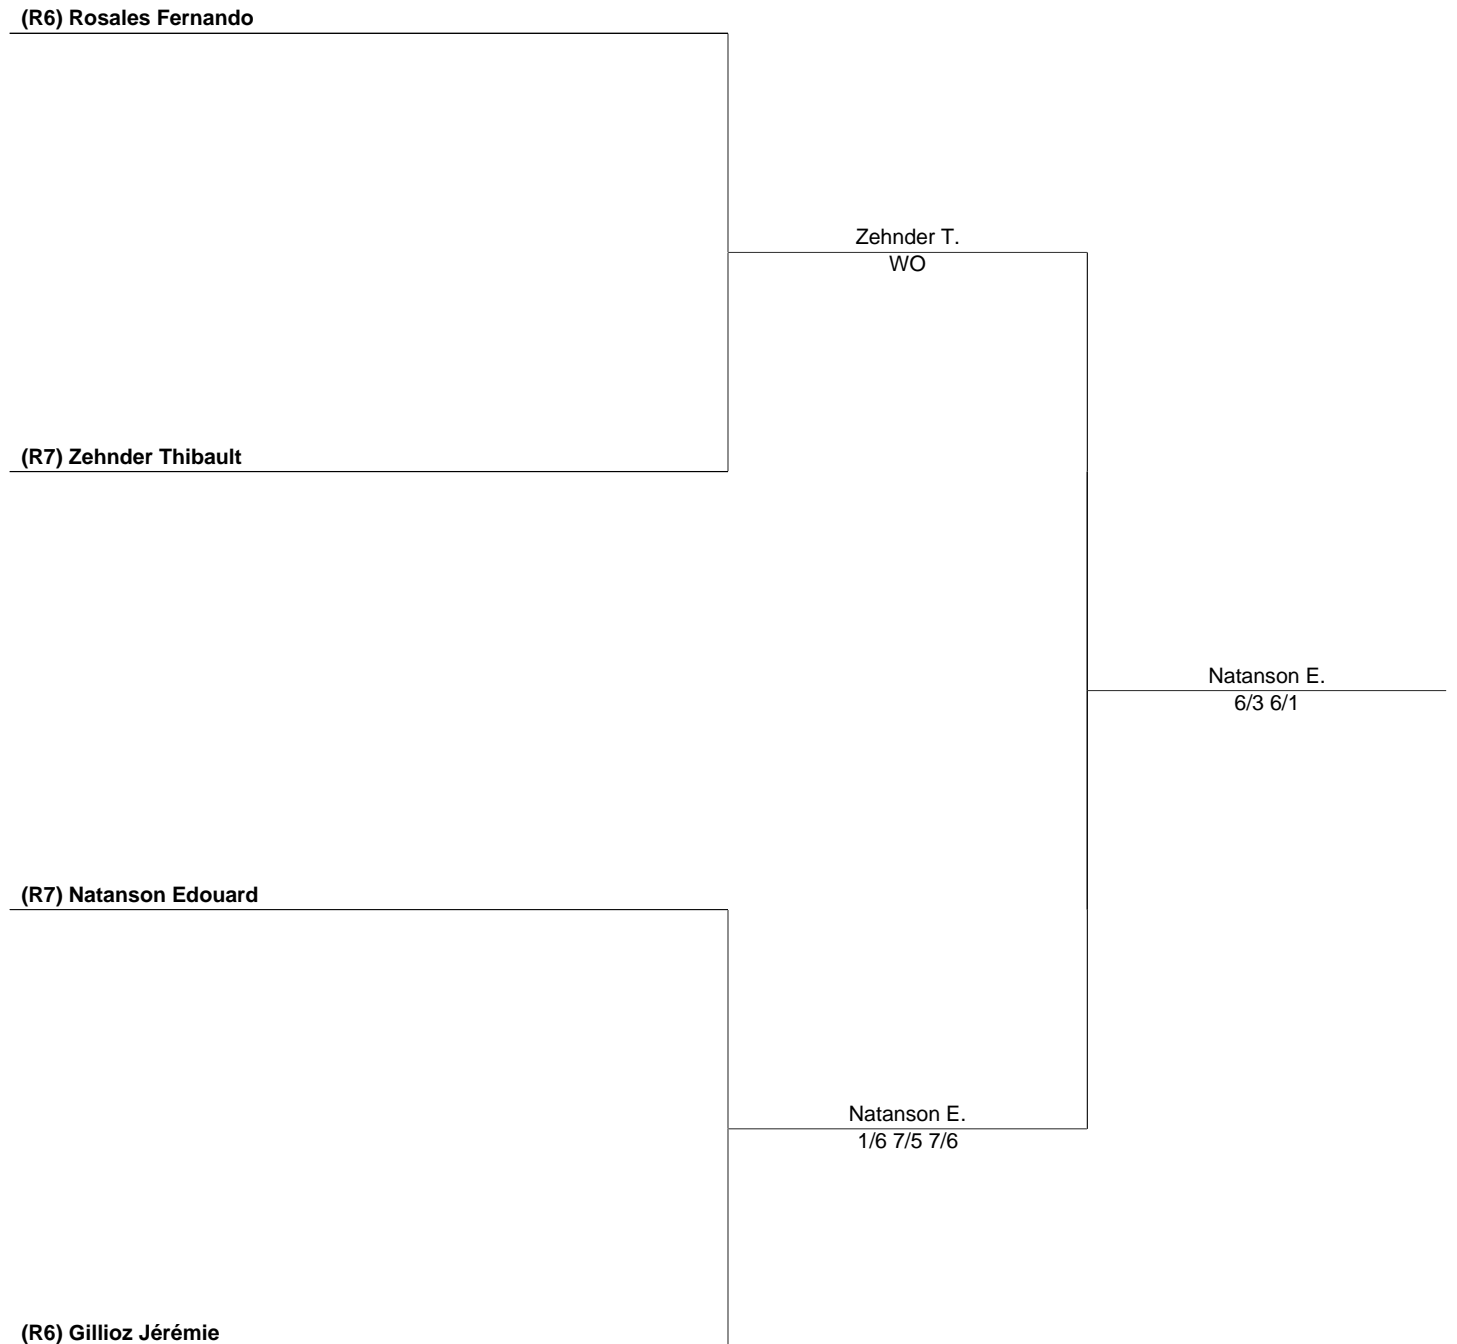 (R6) Rosales Fernando
Zehnder T.
WO
(R7) Zehnder Thibault
Natanson E.
6/3 6/1
(R7) Natanson Edouard
Natanson E.
1/6 7/5 7/6
(R6) Gillioz Jérémie